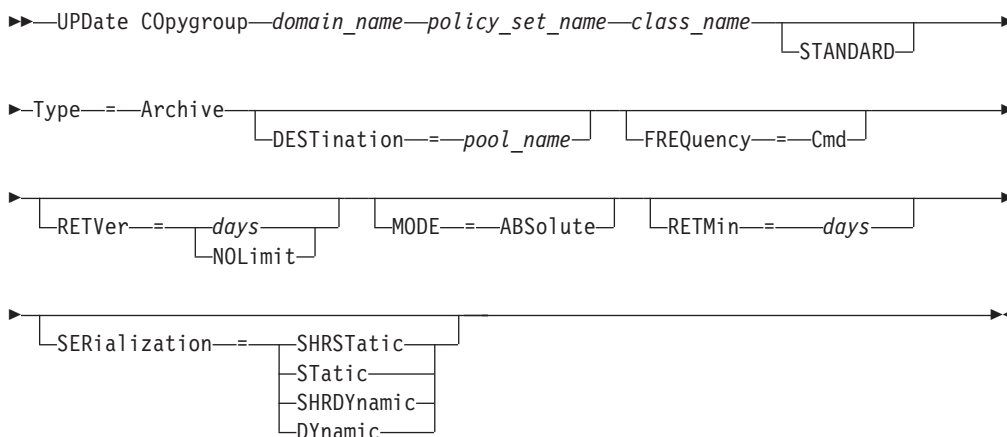 UPDate COpygroup domain_name policy_set_name class_name
STANDARD
Type = Archive
DESTination = pool_name
FREQuency = Cmd
RETVer = days
NOLimit
MODE = ABSolute
RETMin = days
SERialization = SHRSTatic
STatic
SHRDYnamic
DYnamic